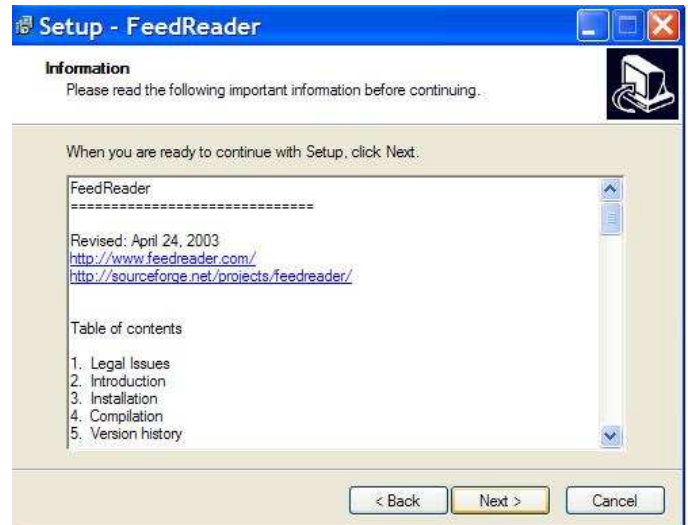 Setup - FeedReader
Information
Please read the following important information before continuing.
When you are ready to continue with Setup, click Next.
FeedReader
==============================
Revised: April 24, 2003
http://www.feedreader.com/
http://sourceforge.net/projects/feedreader/
Table of contents
1. Legal Issues
2. Introduction
3. Installation
4. Compilation
5. Version history
< Back
Next >
Cancel